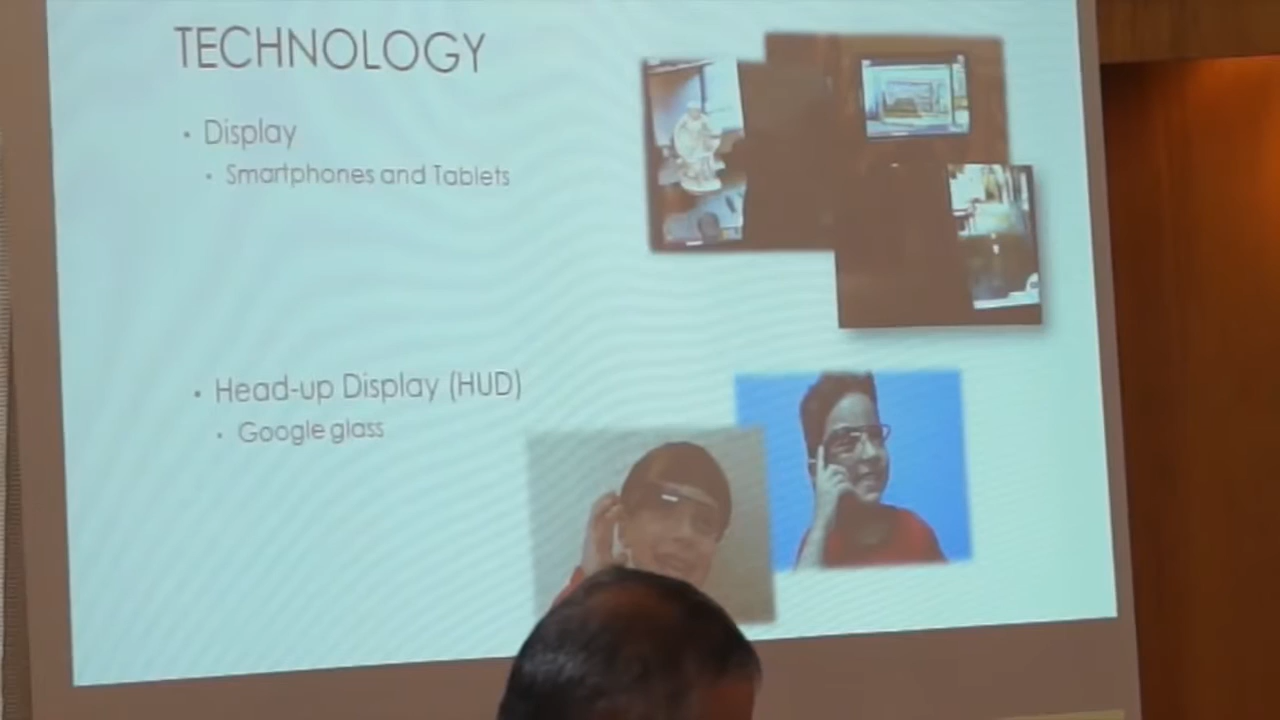 TECHNOLOGY
• Display
• Smartphones and Tablets
• Head-up Display (HUD)
• Google glass